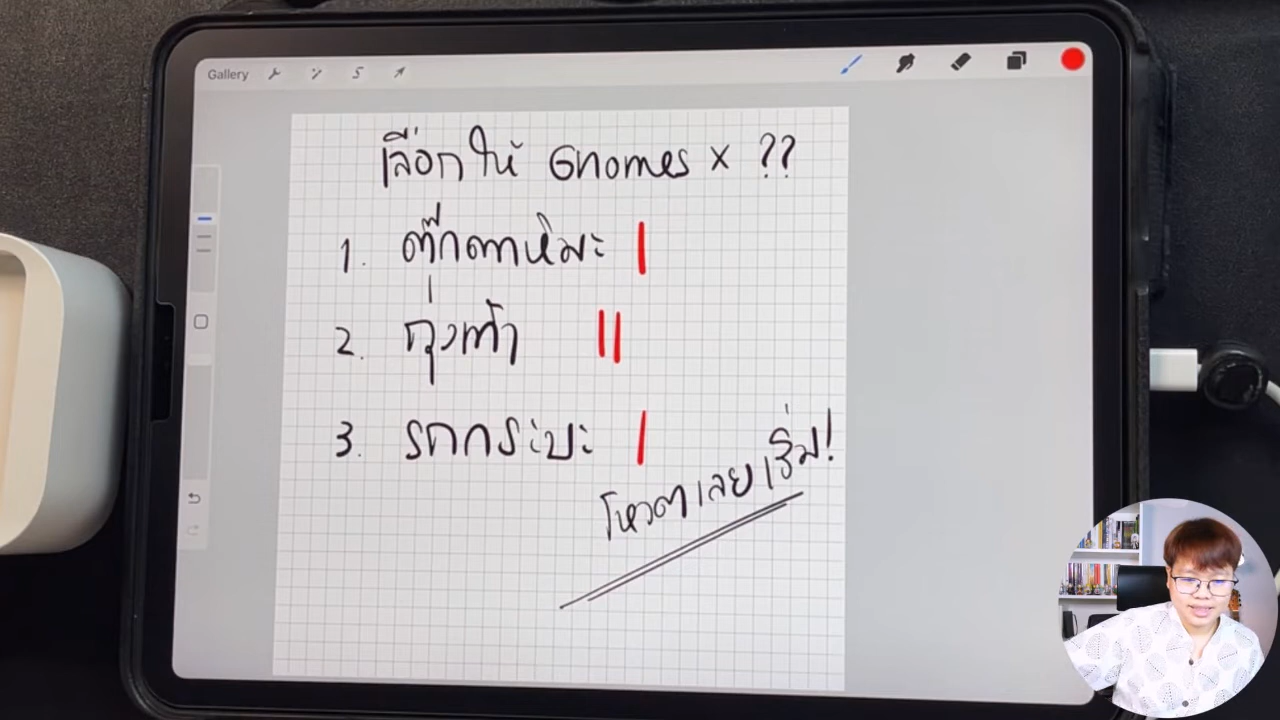 Gallery
เลือกให้ Gnomes x ??
1. ตุ๊กตาหิมะ |
2. ถุงเท้า ||
3. รถกระบะ |
โหวตเลยเริ่ม!